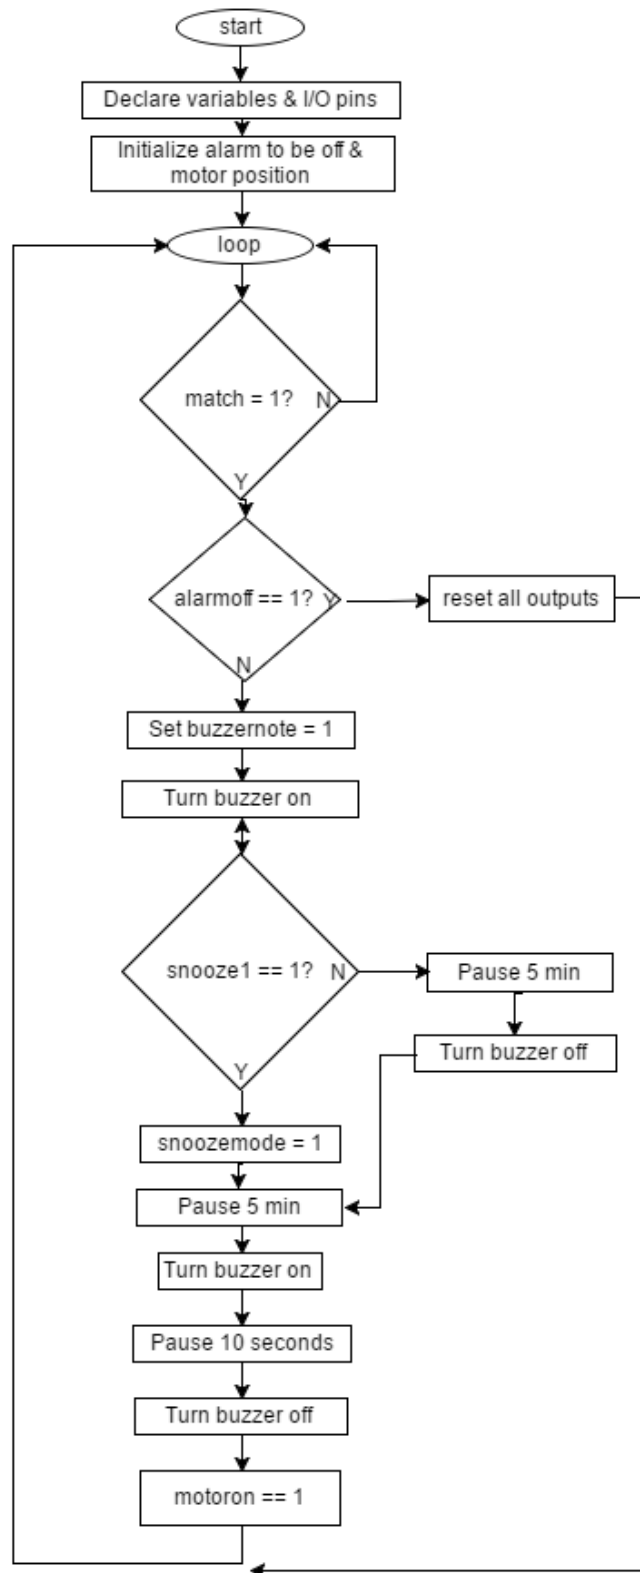 start
Declare variables & I/O pins
Initialize alarm to be off &
motor position
loop
match = 1? N
Y
alarmoff == 1? Y
reset all outputs
N
Set buzzernote = 1
Turn buzzer on
snooze1 == 1? N
Pause 5 min
Turn buzzer off
Y
snoozemode = 1
Pause 5 min
Turn buzzer on
Pause 10 seconds
Turn buzzer off
motoron == 1